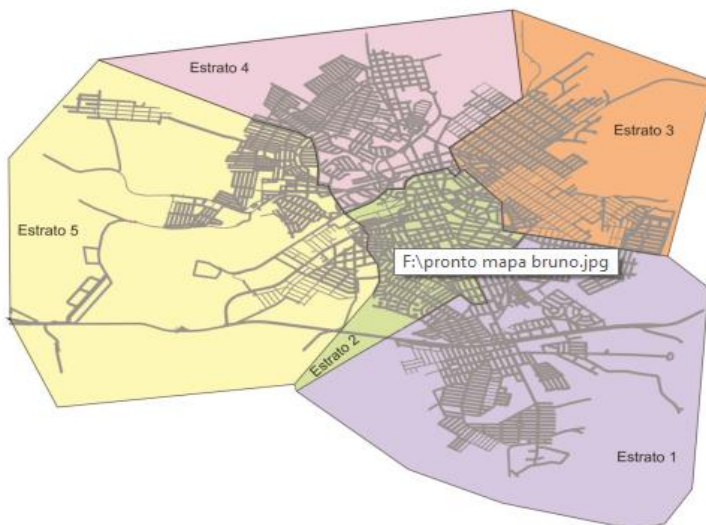 Estrato 4
Estrato 3
Estrato 5
F:\pronto mapa bruno.jpg
Estrato 2
Estrato 1